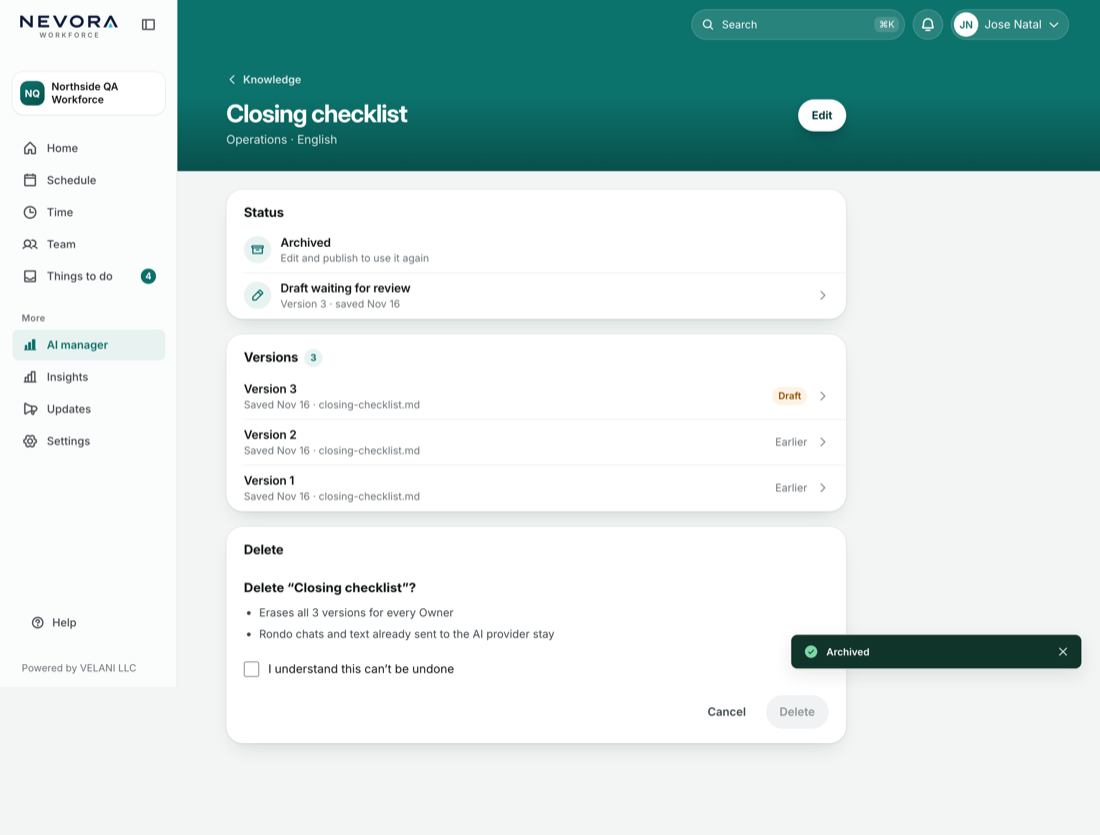 NEVORA
WORKFORCE
Search
⌘K
JN
Jose Natal
NQ
Northside QA
Workforce
Home
Schedule
Time
Team
Things to do
4
More
AI manager
Insights
Updates
Settings
Help
Powered by VELANI LLC
Knowledge
Closing checklist
Operations · English
Edit
Status
Archived
Edit and publish to use it again
Draft waiting for review
Version 3 · saved Nov 16
Versions 3
Version 3
Saved Nov 16 · closing-checklist.md
Draft
Version 2
Saved Nov 16 · closing-checklist.md
Earlier
Version 1
Saved Nov 16 · closing-checklist.md
Earlier
Delete
Delete “Closing checklist”?
• Erases all 3 versions for every Owner
• Rondo chats and text already sent to the AI provider stay
I understand this can’t be undone
Cancel
Delete
Archived